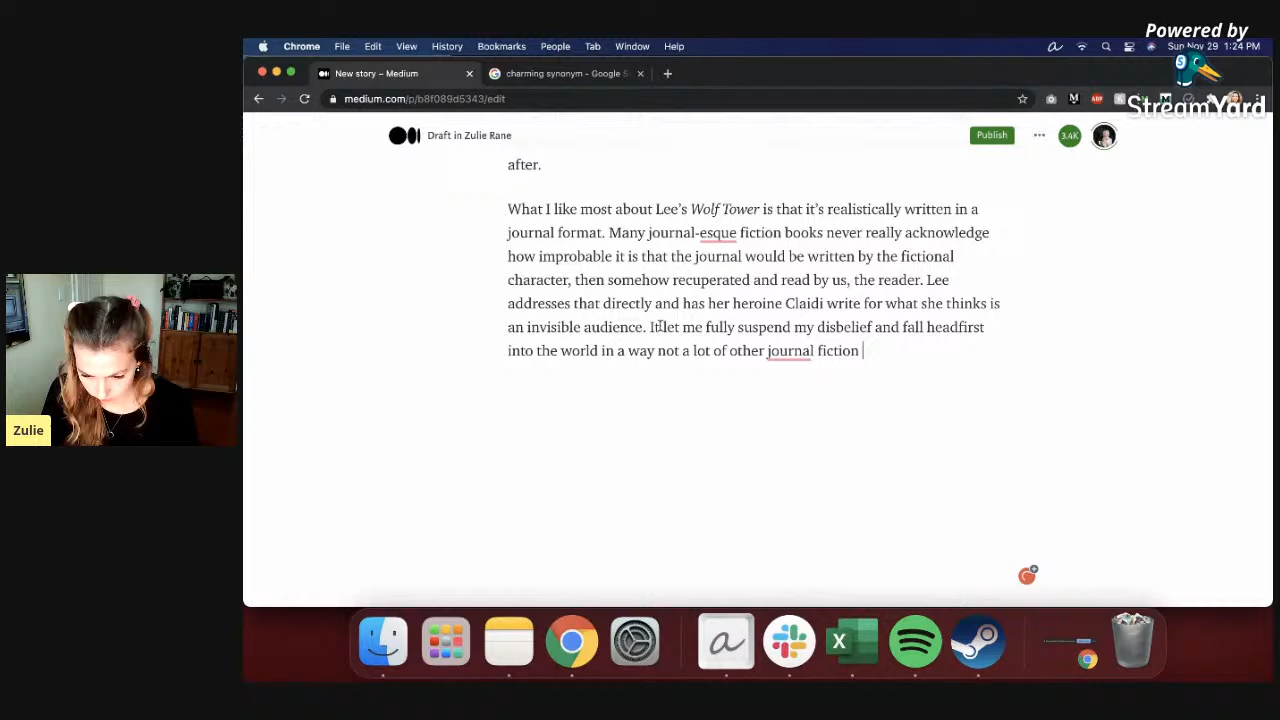 Powered by
StreamYard
Chrome File Edit View History Bookmarks People Tab Window Help
Sun Nov 29 1:24 PM
New story – Medium
charming synonym - Google S
medium.com/p/b8f089d5343/edit
Draft in Zulie Rane
Publish
3.4K
after.
What I like most about Lee's Wolf Tower is that it's realistically written in a
journal format. Many journal-esque fiction books never really acknowledge
how improbable it is that the journal would be written by the fictional
character, then somehow recuperated and read by us, the reader. Lee
addresses that directly and has her heroine Claidi write for what she thinks is
an invisible audience. It let me fully suspend my disbelief and fall headfirst
into the world in a way not a lot of other journal fiction
Zulie